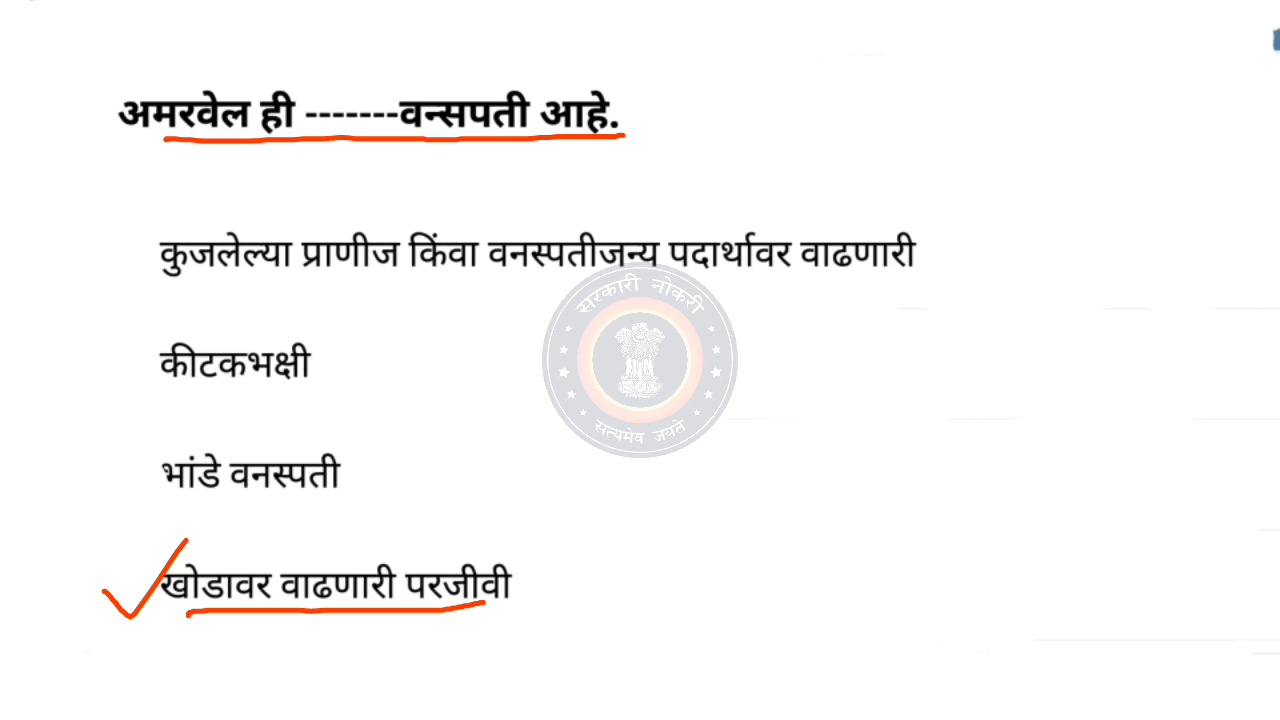 अमरवेल ही -------वन्सपती आहे.
कुजलेल्या प्राणीज किंवा वनस्पतीजन्य पदार्थावर वाढणारी
सरकारी नोकरी
कीटकभक्षी
सत्यमेव जयते
भांडे वनस्पती
खोडावर वाढणारी परजीवी